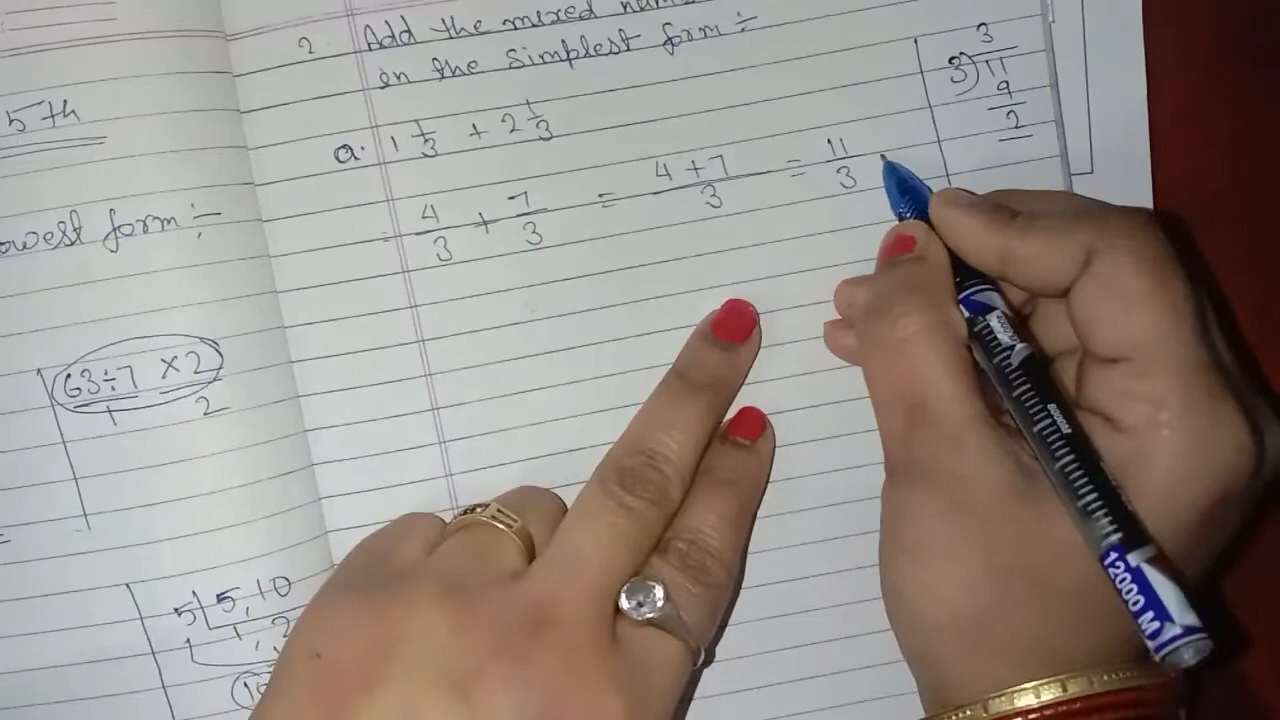 5th
owest form :-
63÷7 ×2
1 2
5 5, 10
1, 2
2. Add the mixed
in the simplest form :-
a. 1 1/3 + 2 1/3
= 4/3 + 7/3 = 4+7/3 = 11/3
3
3)11
9
2
12000 M